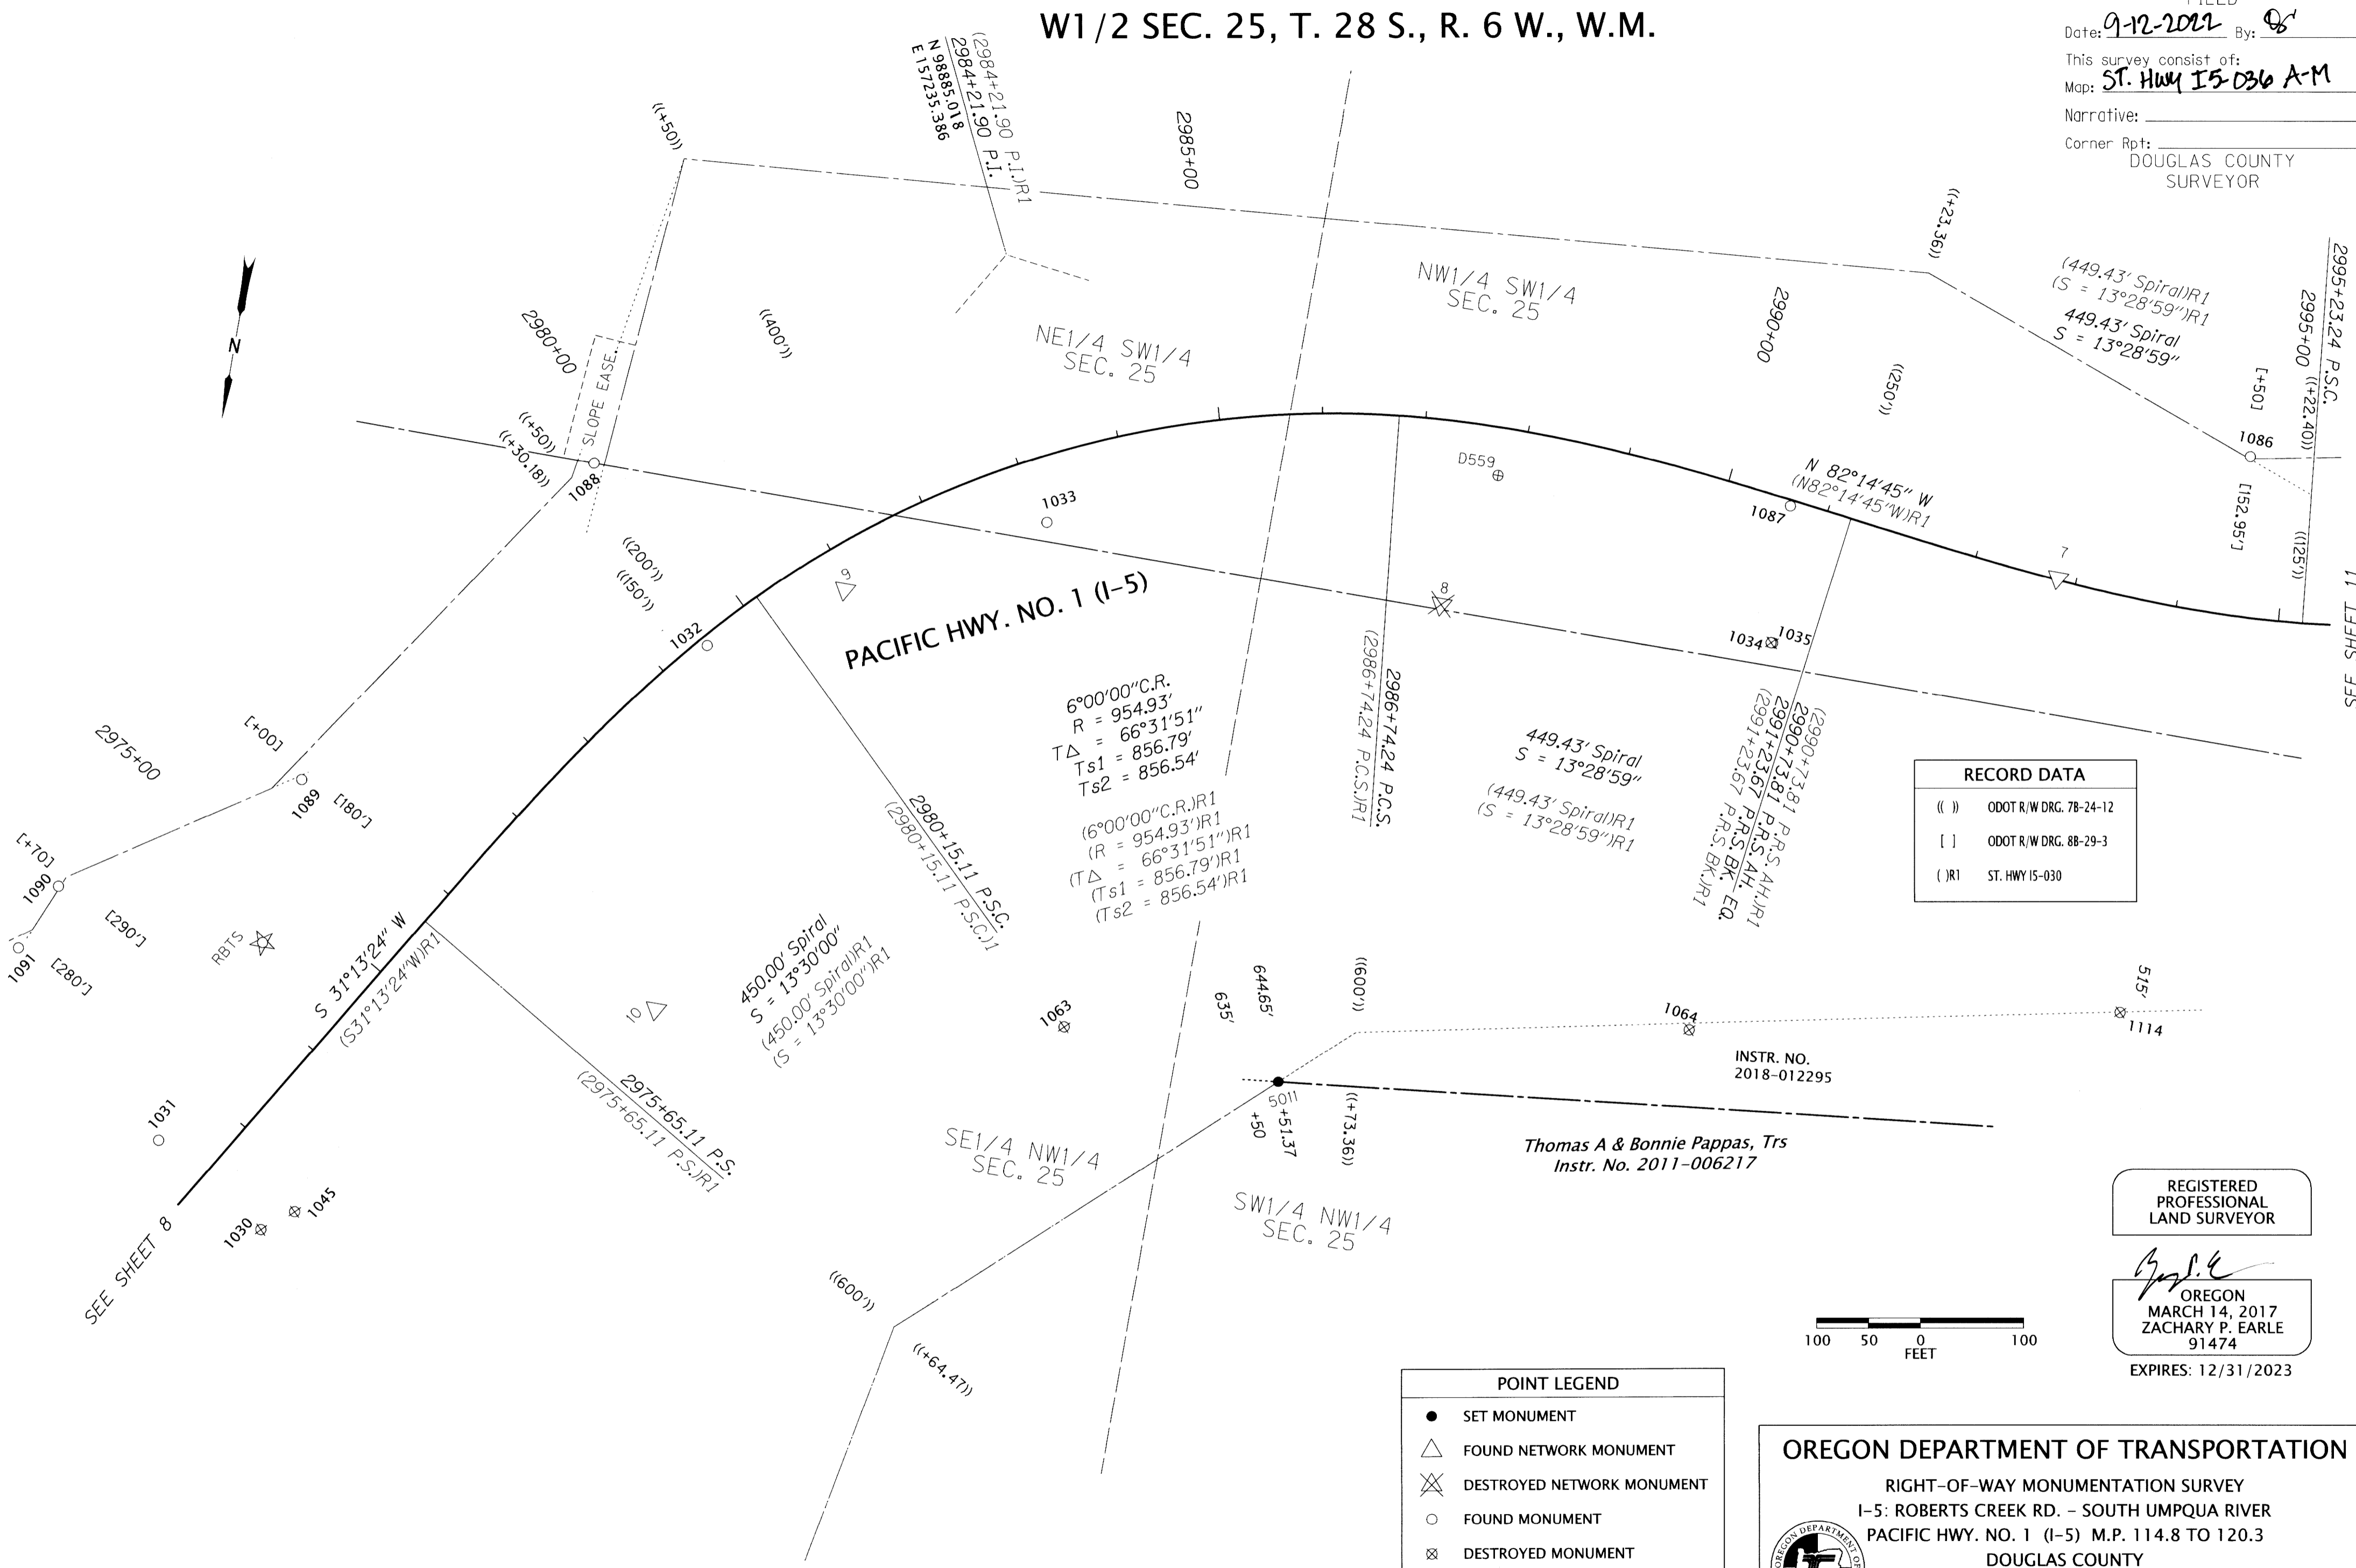 W1/2 SEC. 25, T. 28 S., R. 6 W., W.M.
FILED
Date: 9-12-2022 By:
This survey consist of:
Map: ST. HWY I5-036 A-M
Narrative:
Corner Rpt:
DOUGLAS COUNTY
SURVEYOR
(2984+21.90 P.I.)R1
2984+21.90 P.I.
N 98885.018
E 157235.386
((+50))
2985+00
((+23.36))
2995+23.24 P.S.C.
2995+00
((+22.40))
(449.43' Spiral)R1
(S = 13°28'59")R1
449.43' Spiral
S = 13°28'59"
[+50]
1086
[152.95']
((125'))
N
2980+00
SLOPE EASE.
((400'))
NE1/4 SW1/4
SEC. 25
NW1/4 SW1/4
SEC. 25
2990+00
((250'))
((+50))
((+30.18))
1088
1033
D559
N 82°14'45" W
(N82°14'45"W)R1
1087
7
((200'))
((150'))
9
1032
PACIFIC HWY. NO. 1 (I-5)
8
1034
1035
SEE SHEET 11
6°00'00"C.R.
R = 954.93'
T∆ = 66°31'51"
Ts1 = 856.79'
Ts2 = 856.54'
(6°00'00"C.R.)R1
(R = 954.93')R1
(T∆ = 66°31'51")R1
(Ts1 = 856.79')R1
(Ts2 = 856.54')R1
2986+74.24 P.C.S.
(2986+74.24 P.C.S.)R1
449.43' Spiral
S = 13°28'59"
(449.43' Spiral)R1
(S = 13°28'59")R1
(2990+73.81 P.R.S. AH.)R1
2990+73.81 P.R.S. AH.
2991+23.67 P.R.S. BK. EQ.
(2991+23.67 P.R.S. BK.)R1
RECORD DATA
(( )) ODOT R/W DRG. 7B-24-12
[ ] ODOT R/W DRG. 8B-29-3
( )R1 ST. HWY I5-030
2975+00
[+00]
1089
[180']
[+70]
1090
[290']
1091
[280']
RBTS
S 31°13'24" W
(S31°13'24"W)R1
2980+15.11 P.S.C.
(2980+15.11 P.S.C.)1
10
450.00' Spiral
S = 13°30'00"
(450.00' Spiral)R1
(S = 13°30'00")R1
2975+65.11 P.S.
(2975+65.11 P.S.)R1
1031
1030
1045
SEE SHEET 8
1063
635'
644.65'
((600'))
1064
515'
1114
INSTR. NO.
2018-012295
5011
+50
+51.37
((+73.36))
Thomas A & Bonnie Pappas, Trs
Instr. No. 2011-006217
SE1/4 NW1/4
SEC. 25
SW1/4 NW1/4
SEC. 25
((600'))
((+64.47))
REGISTERED
PROFESSIONAL
LAND SURVEYOR
OREGON
MARCH 14, 2017
ZACHARY P. EARLE
91474
EXPIRES: 12/31/2023
100 50 0 100
FEET
POINT LEGEND
SET MONUMENT
FOUND NETWORK MONUMENT
DESTROYED NETWORK MONUMENT
FOUND MONUMENT
DESTROYED MONUMENT
OREGON DEPARTMENT OF TRANSPORTATION
RIGHT-OF-WAY MONUMENTATION SURVEY
I-5: ROBERTS CREEK RD. - SOUTH UMPQUA RIVER
PACIFIC HWY. NO. 1 (I-5) M.P. 114.8 TO 120.3
DOUGLAS COUNTY
OREGON DEPARTMENT OF